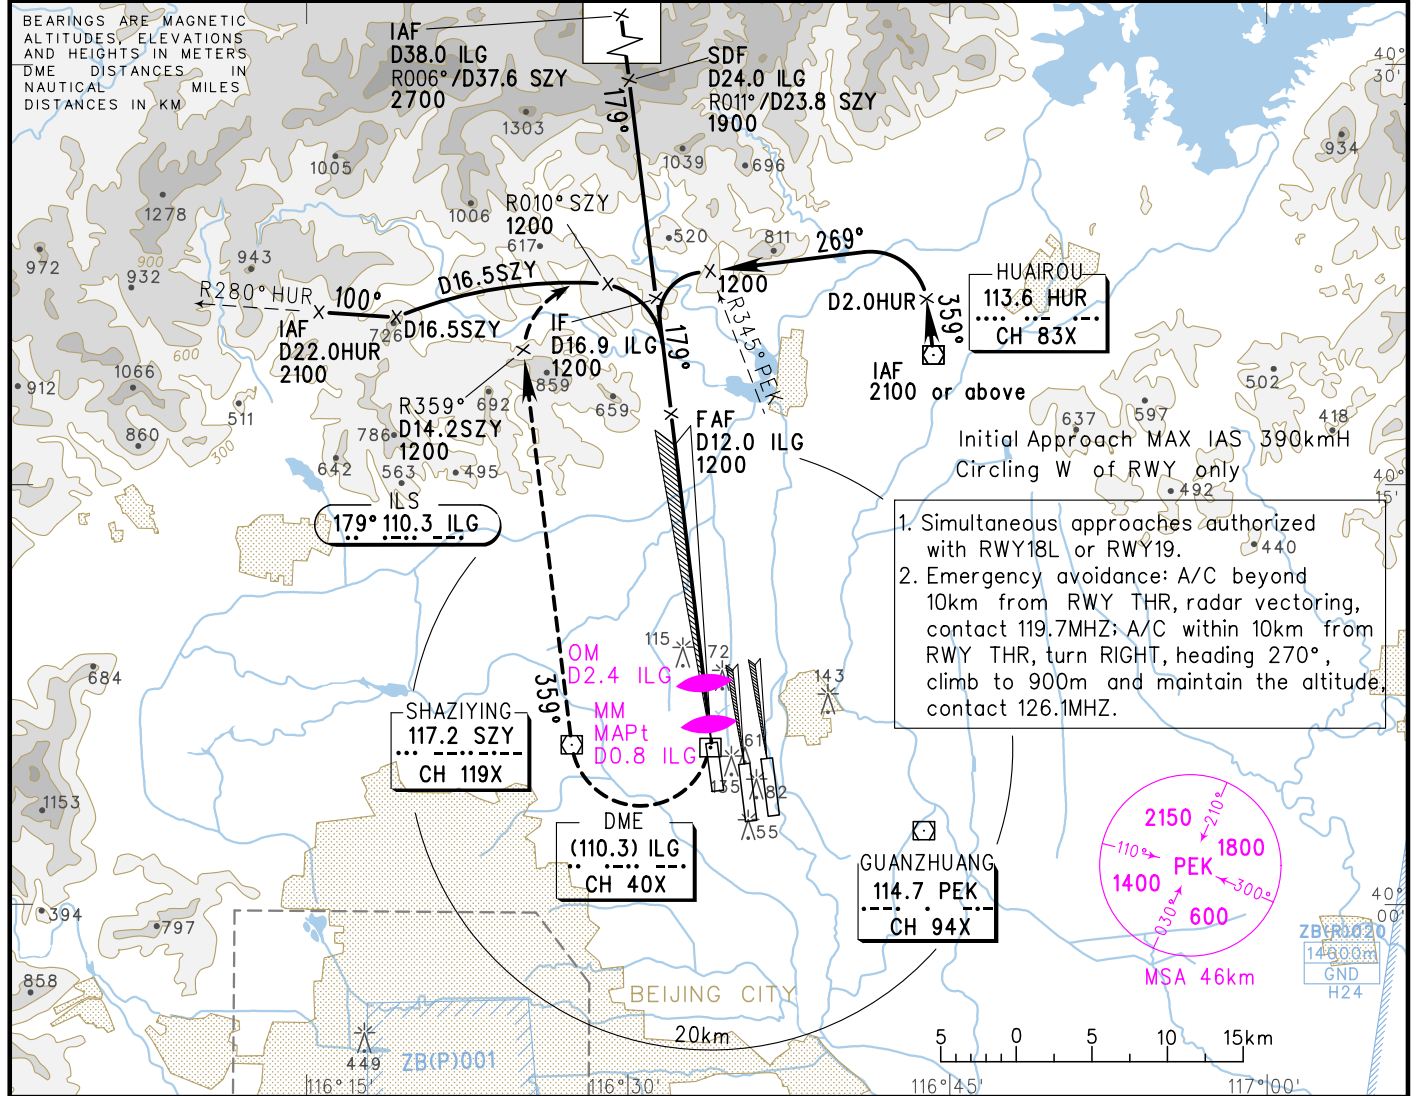 BEARINGS ARE MAGNETIC
ALTITUDES, ELEVATIONS
AND HEIGHTS IN METERS
DME DISTANCES IN
NAUTICAL MILES
DISTANCES IN KM
IAF
D38.0 ILG
R006°/D37.6 SZY
2700
SDF
D24.0 ILG
R011°/D23.8 SZY
1900
179°
40°
30'
1303
1005
1039
696
934
1278
1006
R010° SZY
1200
617
520
811
269°
972
932
900
943
D16.5SZY
R280° HUR
100°
IAF
D22.0HUR
2100
726
D16.5SZY
IF
D16.9 ILG
1200
179°
1200
R345° PEK
D2.0HUR
359°
HUAIROU
113.6 HUR
CH 83X
IAF
2100 or above
600
912
1066
511
860
300
859
692
659
R359°
D14.2SZY
1200
786
642
563
495
FAF
D12.0 ILG
1200
502
637
597
418
492
440
40°
15'
Initial Approach MAX IAS 390kmH
Circling W of RWY only
ILS
179° 110.3 ILG
1. Simultaneous approaches authorized
with RWY18L or RWY19.
2. Emergency avoidance: A/C beyond
10km from RWY THR, radar vectoring,
contact 119.7MHZ; A/C within 10km from
RWY THR, turn RIGHT, heading 270°,
climb to 900m and maintain the altitude,
contact 126.1MHZ.
115
72
143
OM
D2.4 ILG
MM
MAPt
D0.8 ILG
359°
61
135
82
55
684
1153
SHAZIYING
117.2 SZY
CH 119X
DME
(110.3) ILG
CH 40X
GUANZHUANG
114.7 PEK
CH 94X
2150
210°
1800
110°
PEK
1400
300°
600
030°
MSA 46km
394
797
858
40°
00'
ZB(R)020
14600m
GND
H24
BEIJING CITY
20km
5 0 5 10 15km
449
ZB(P)001
116°15'
116°30'
116°45'
117°00'